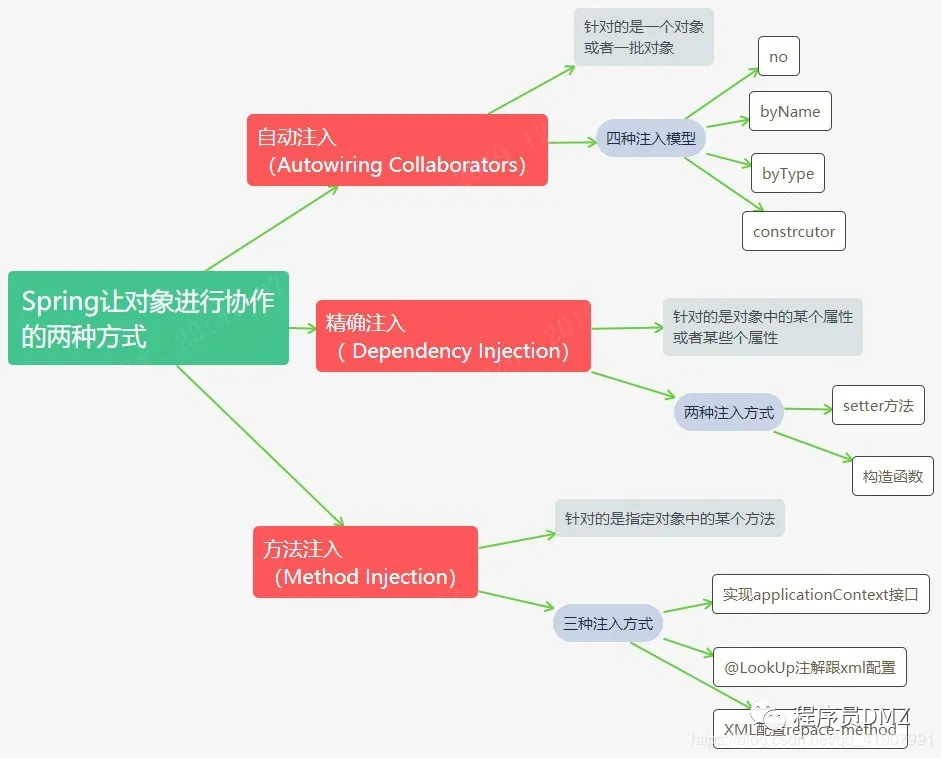 针对的是一个对象
或者一批对象
no
自动注入
（Autowiring Collaborators）
四种注入模型
byName
byType
constrcutor
Spring让对象进行协作
的两种方式
精确注入
（ Dependency Injection）
针对的是对象中的某个属性
或者某些个属性
两种注入方式
setter方法
构造函数
方法注入
（Method Injection）
针对的是指定对象中的某个方法
三种注入方式
实现applicationContext接口
@LookUp注解跟xml配置
程序员DMZ
XML配置repace-method
https://blog.csdn.net/qq_41907991